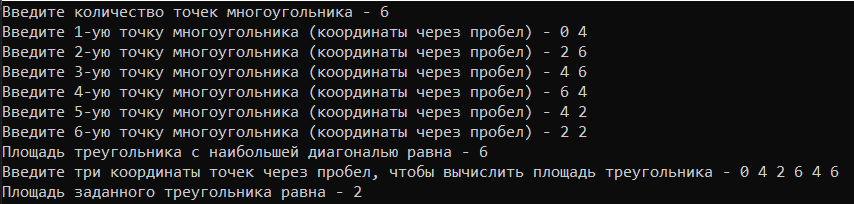 Введите количество точек многоугольника - 6
Введите 1-ую точку многоугольника (координаты через пробел) - 0 4
Введите 2-ую точку многоугольника (координаты через пробел) - 2 6
Введите 3-ую точку многоугольника (координаты через пробел) - 4 6
Введите 4-ую точку многоугольника (координаты через пробел) - 6 4
Введите 5-ую точку многоугольника (координаты через пробел) - 4 2
Введите 6-ую точку многоугольника (координаты через пробел) - 2 2
Площадь треугольника с наибольшей диагональю равна - 6
Введите три координаты точек через пробел, чтобы вычислить площадь треугольника - 0 4 2 6 4 6
Площадь заданного треугольника равна - 2